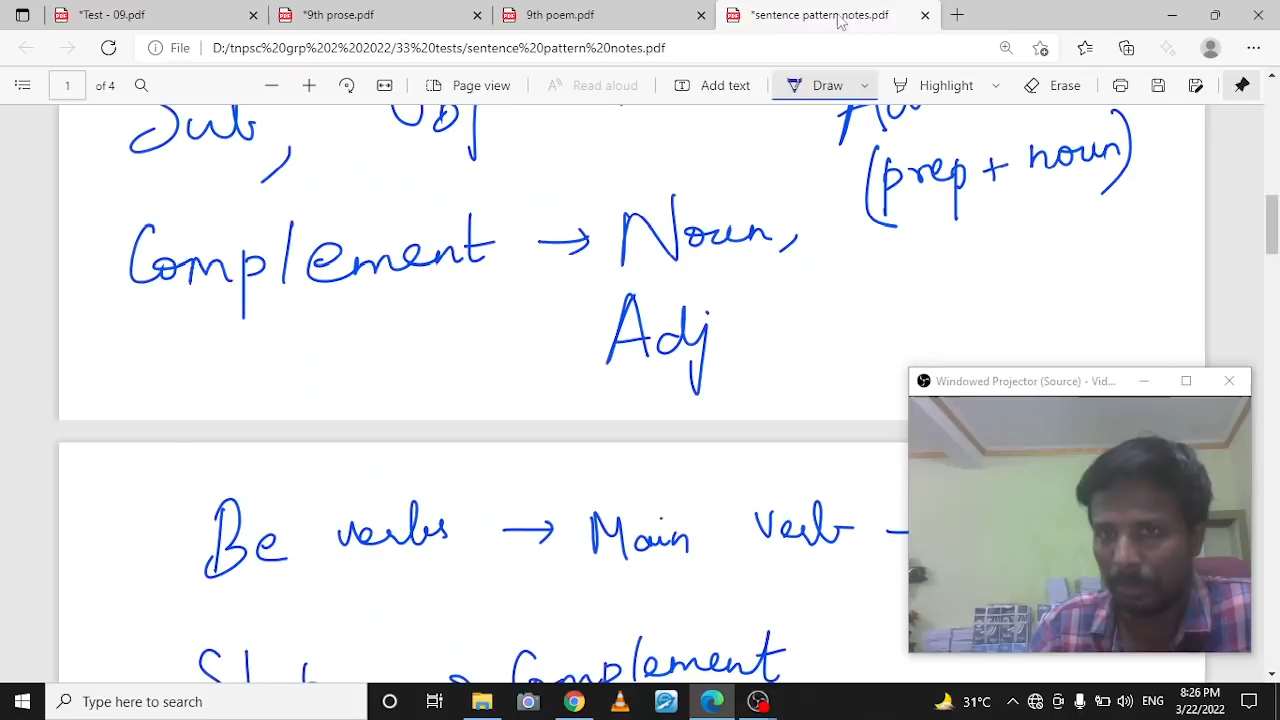 *Test - 09.pdf
*9th prose.pdf
9th poem.pdf
*sentence pattern notes.pdf
File
D:/tnpsc%20grp%202%202022/33%20tests/sentence%20pattern%20notes.pdf
1 of 4
Page view
Read aloud
Add text
Draw
Highlight
Erase
Sub, Obj
(prep + noun)
Complement → Noun,
Adj
Windowed Projector (Source) - Vid...
Be verbs → Main verb -
Complement
Type here to search
31°C
ENG
8:26 PM
3/22/2022